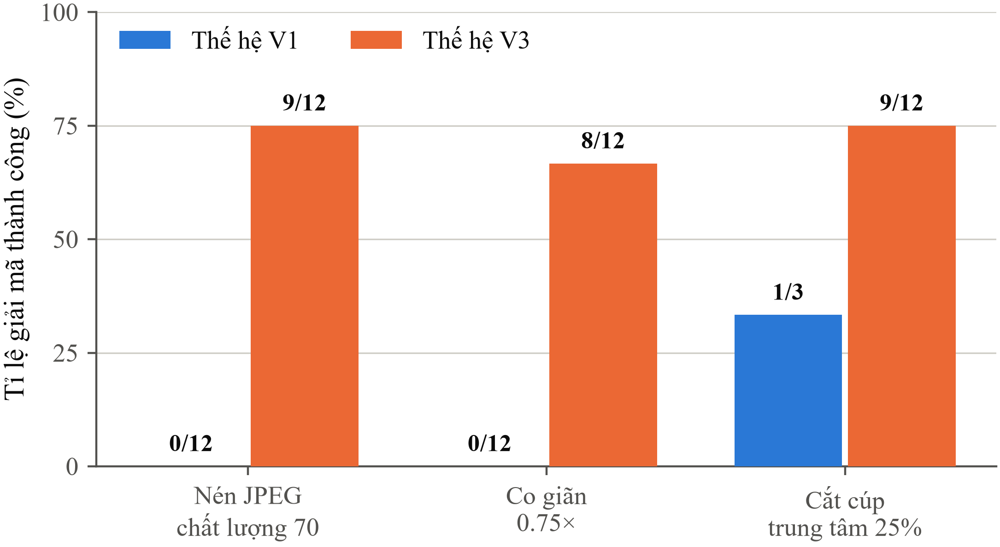 Tỉ lệ giải mã thành công (%)
100
75
50
25
0
Thế hệ V1
Thế hệ V3
0/12
9/12
0/12
8/12
1/3
9/12
Nén JPEG
chất lượng 70
Co giãn
0.75×
Cắt cúp
trung tâm 25%